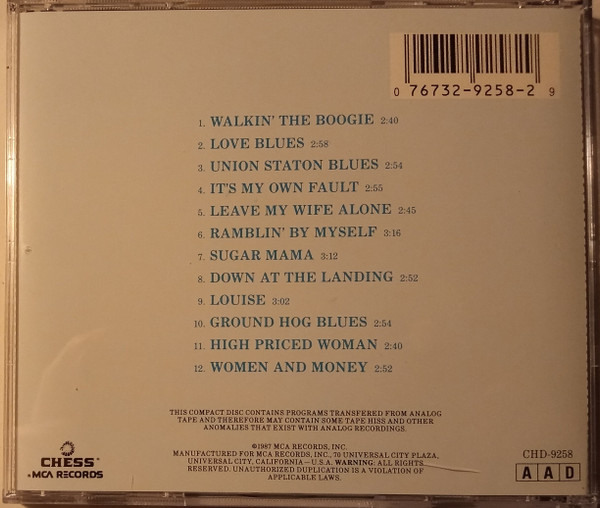 0 76732-9258-2 9
1. WALKIN' THE BOOGIE 2:40
2. LOVE BLUES 2:58
3. UNION STATON BLUES 2:54
4. IT'S MY OWN FAULT 2:55
5. LEAVE MY WIFE ALONE 2:45
6. RAMBLIN' BY MYSELF 3:16
7. SUGAR MAMA 3:12
8. DOWN AT THE LANDING 2:52
9. LOUISE 3:02
10. GROUND HOG BLUES 2:54
11. HIGH PRICED WOMAN 2:40
12. WOMEN AND MONEY 2:52
THIS COMPACT DISC CONTAINS PROGRAMS TRANSFERED FROM ANALOG
TAPE AND THEREFORE MAY CONTAIN SOME TAPE HISS AND OTHER
ANOMALIES THAT EXIST WITH ANALOG RECORDINGS.
©1987 MCA RECORDS, INC.
MANUFACTURED FOR MCA RECORDS, INC., 70 UNIVERSAL CITY PLAZA,
UNIVERSAL CITY, CALIFORNIA—U.S.A. WARNING: ALL RIGHTS
RESERVED. UNAUTHORIZED DUPLICATION IS A VIOLATION OF
APPLICABLE LAWS.
CHESS
MCA RECORDS
CHD-9258
A A D